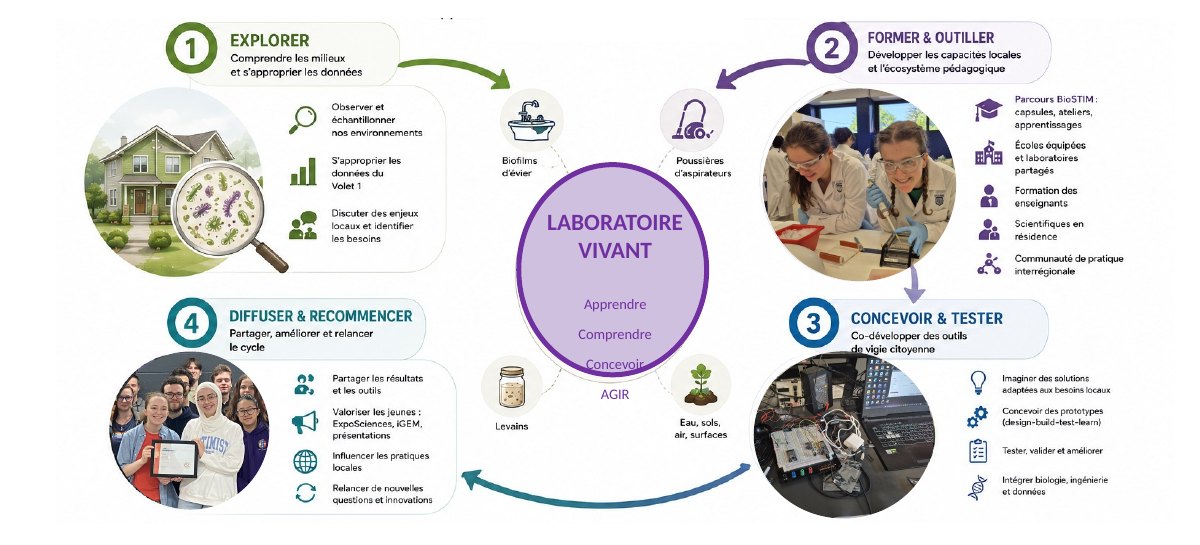 1
EXPLORER
Comprendre les milieux
et s'approprier les données
Observer et
échantillonner
nos environnements
S'approprier les
données du
Volet 1
Discuter des enjeux
locaux et identifier
les besoins
2
FORMER & OUTILLER
Développer les capacités locales
et l'écosystème pédagogique
Parcours BioSTIM :
capsules, ateliers,
apprentissages
Écoles équipées
et laboratoires
partagés
Formation des
enseignants
Scientifiques en
résidence
Communauté de pratique
interrégionale
Biofilms
d'évier
Poussières
d'aspirateurs
LABORATOIRE
VIVANT
Apprendre
Comprendre
Concevoir
AGIR
Levains
Eau, sols,
air, surfaces
3
CONCEVOIR & TESTER
Co-développer des outils
de vigie citoyenne
Imaginer des solutions
adaptées aux besoins locaux
Concevoir des prototypes
(design-build-test-learn)
Tester, valider et améliorer
Intégrer biologie, ingénierie
et données
4
DIFFUSER & RECOMMENCER
Partager, améliorer et relancer
le cycle
Partager les résultats
et les outils
Valoriser les jeunes :
ExpoSciences, iGEM,
présentations
Influencer les pratiques
locales
Relancer de nouvelles
questions et innovations